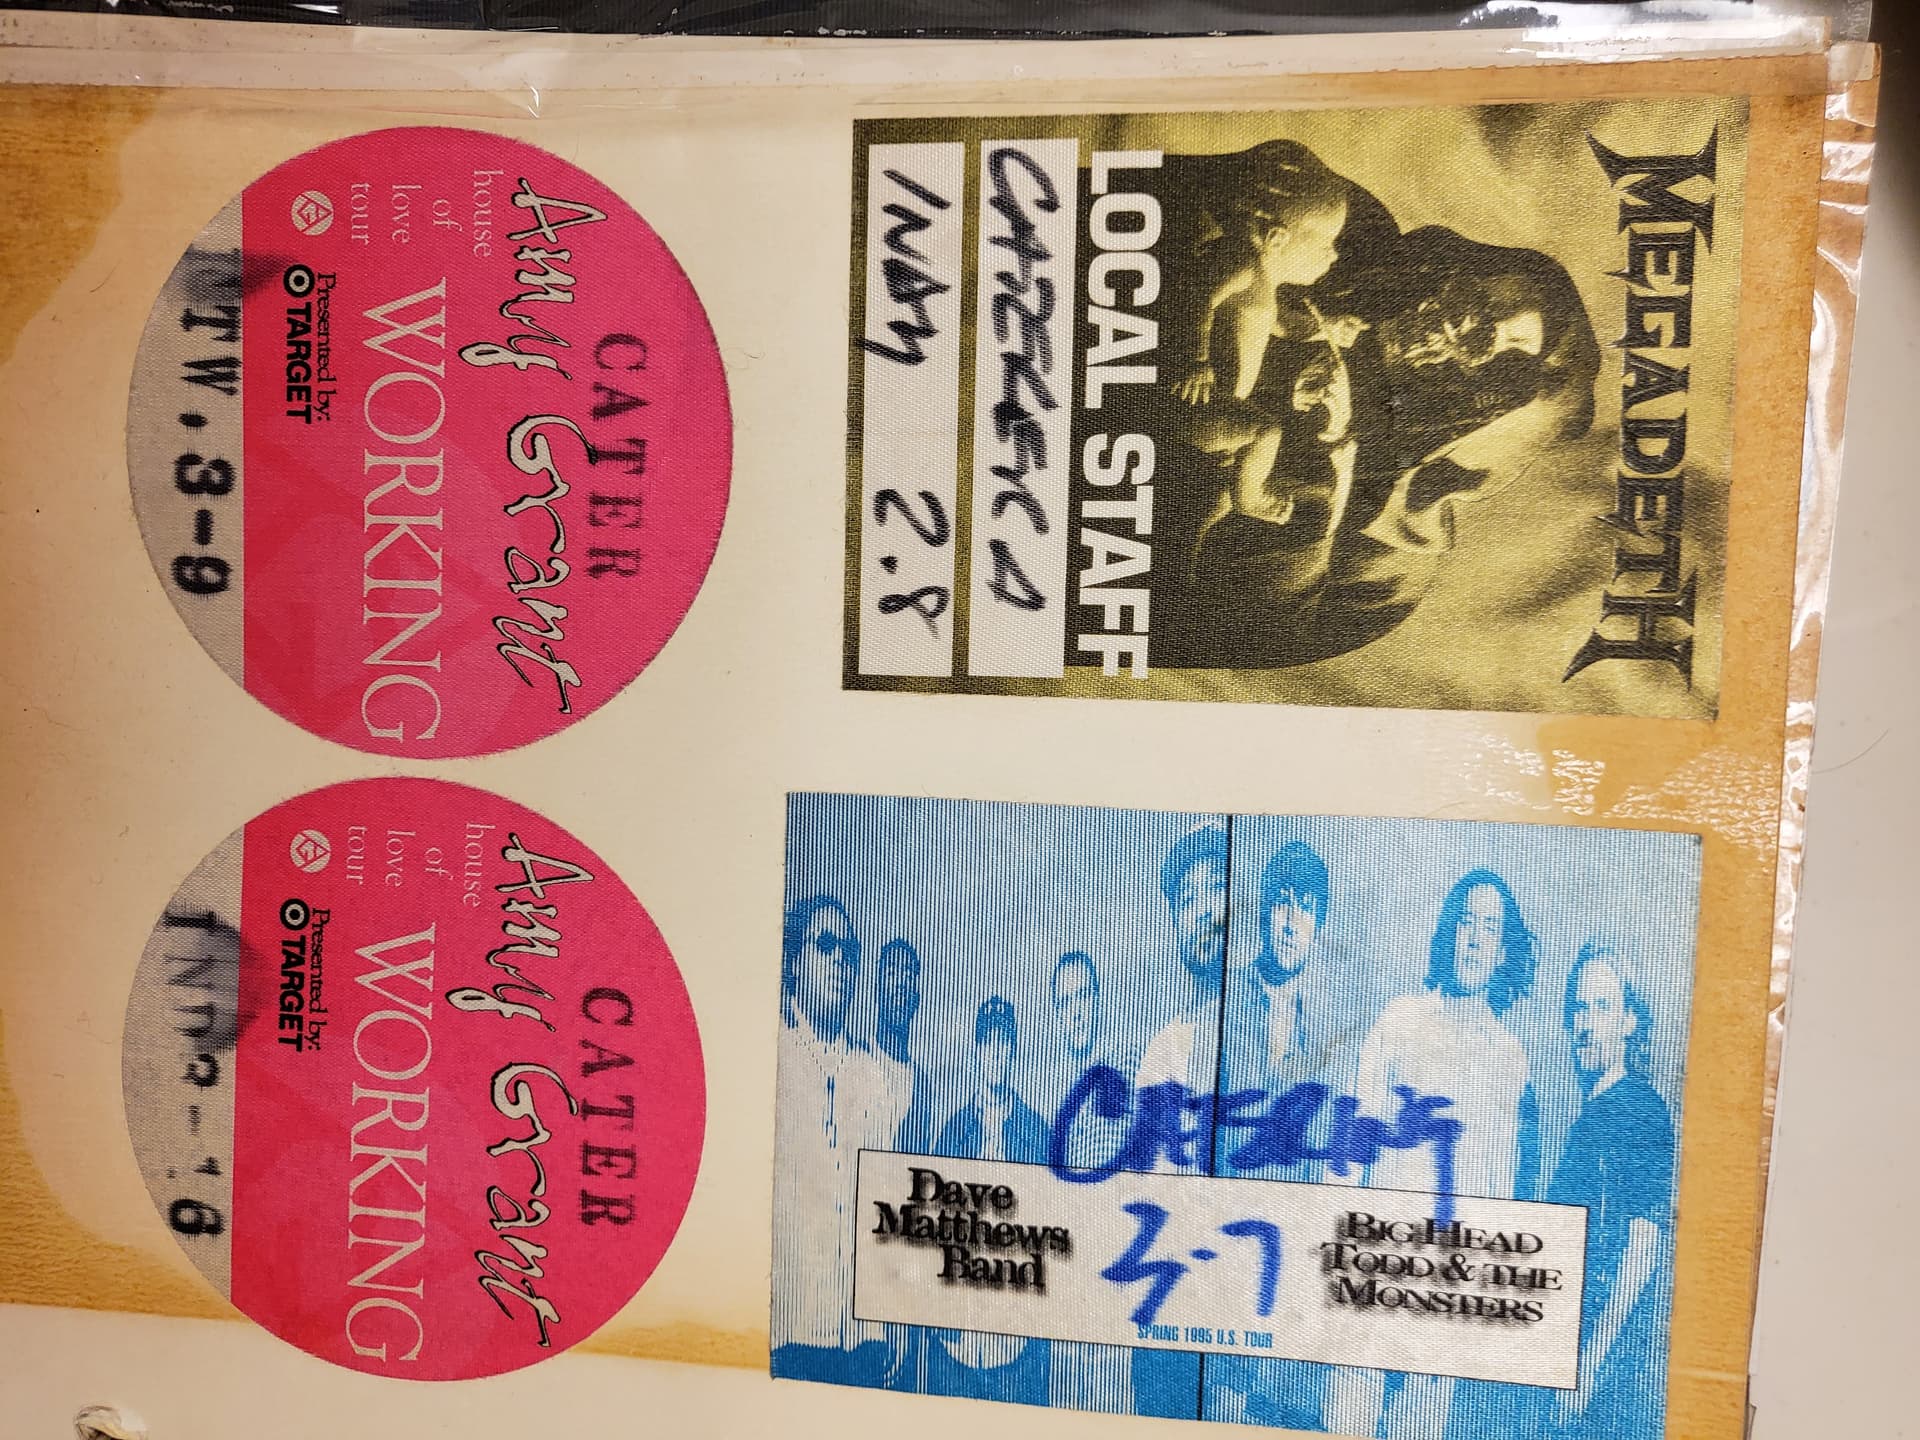 MEGADETH
LOCAL STAFF
INDY 2.8
CATER
Amy Grant
house
of
love
tour
WORKING
Presented by:
TARGET
TW.3-9
CATERING
3-7
Dave
Matthews
Band
BIG HEAD
TODD & THE
MONSTERS
SPRING 1995 U.S. TOUR
CATER
Amy Grant
house
of
love
tour
WORKING
Presented by:
TARGET